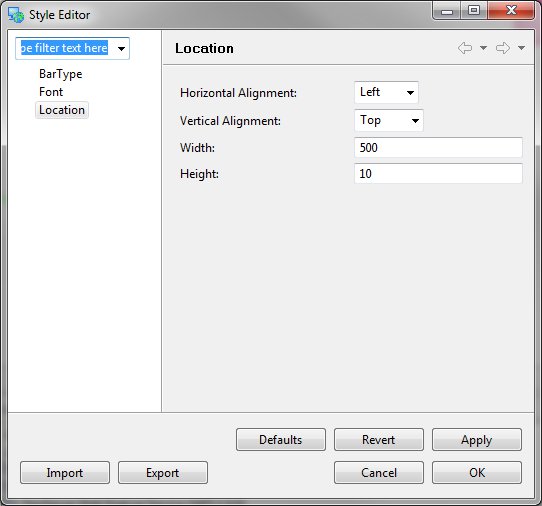 Style Editor
pe filter text here
BarType
Font
Location
Location
Horizontal Alignment: Left
Vertical Alignment: Top
Width: 500
Height: 10
Defaults Revert Apply
Import Export Cancel OK